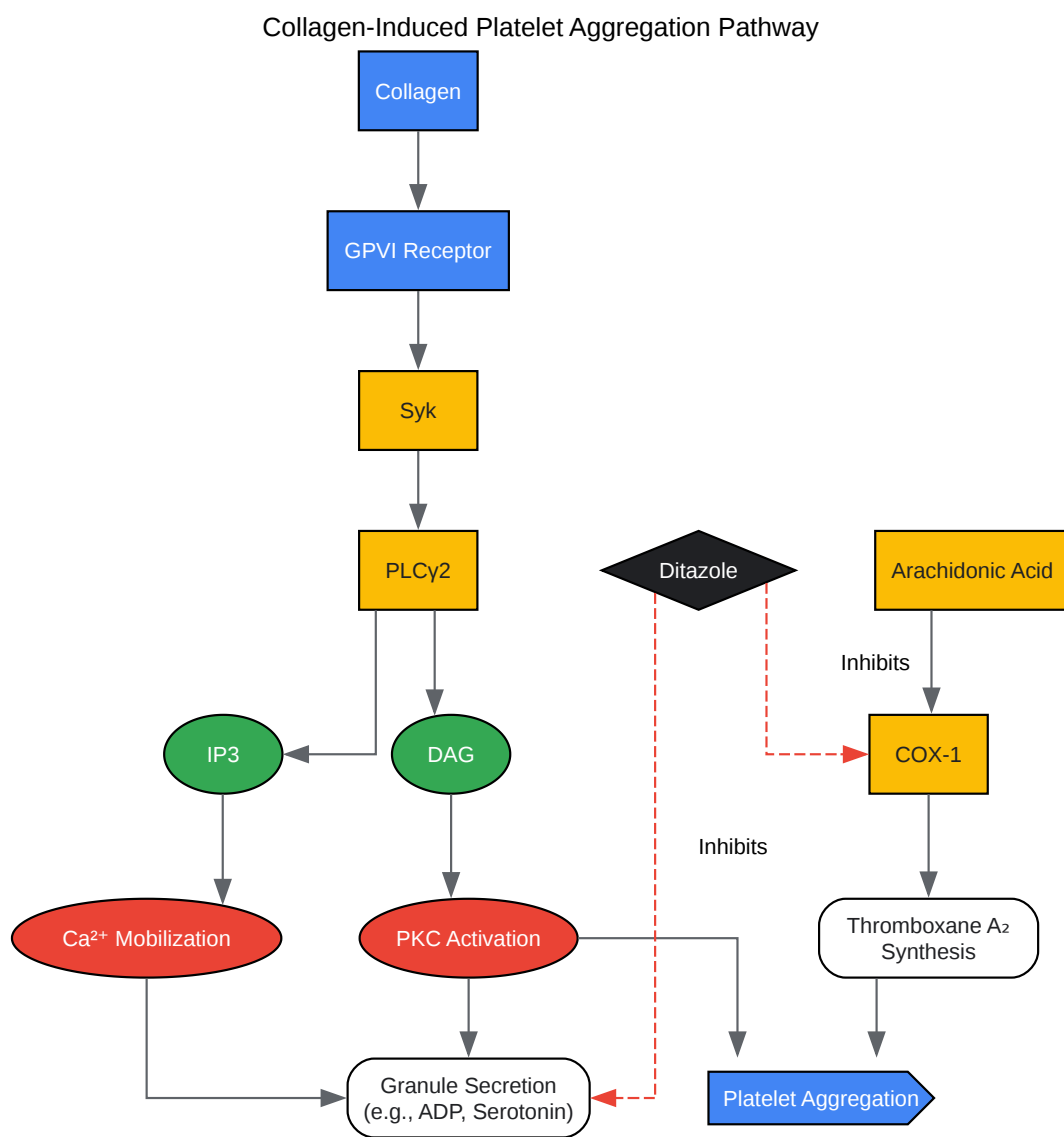 Collagen-Induced Platelet Aggregation Pathway
Collagen
GPVI Receptor
Syk
PLCγ2
Ditazole
Arachidonic Acid
Inhibits
IP3
DAG
COX-1
Inhibits
Ca²⁺ Mobilization
PKC Activation
Thromboxane A₂
Synthesis
Granule Secretion
(e.g., ADP, Serotonin)
Platelet Aggregation